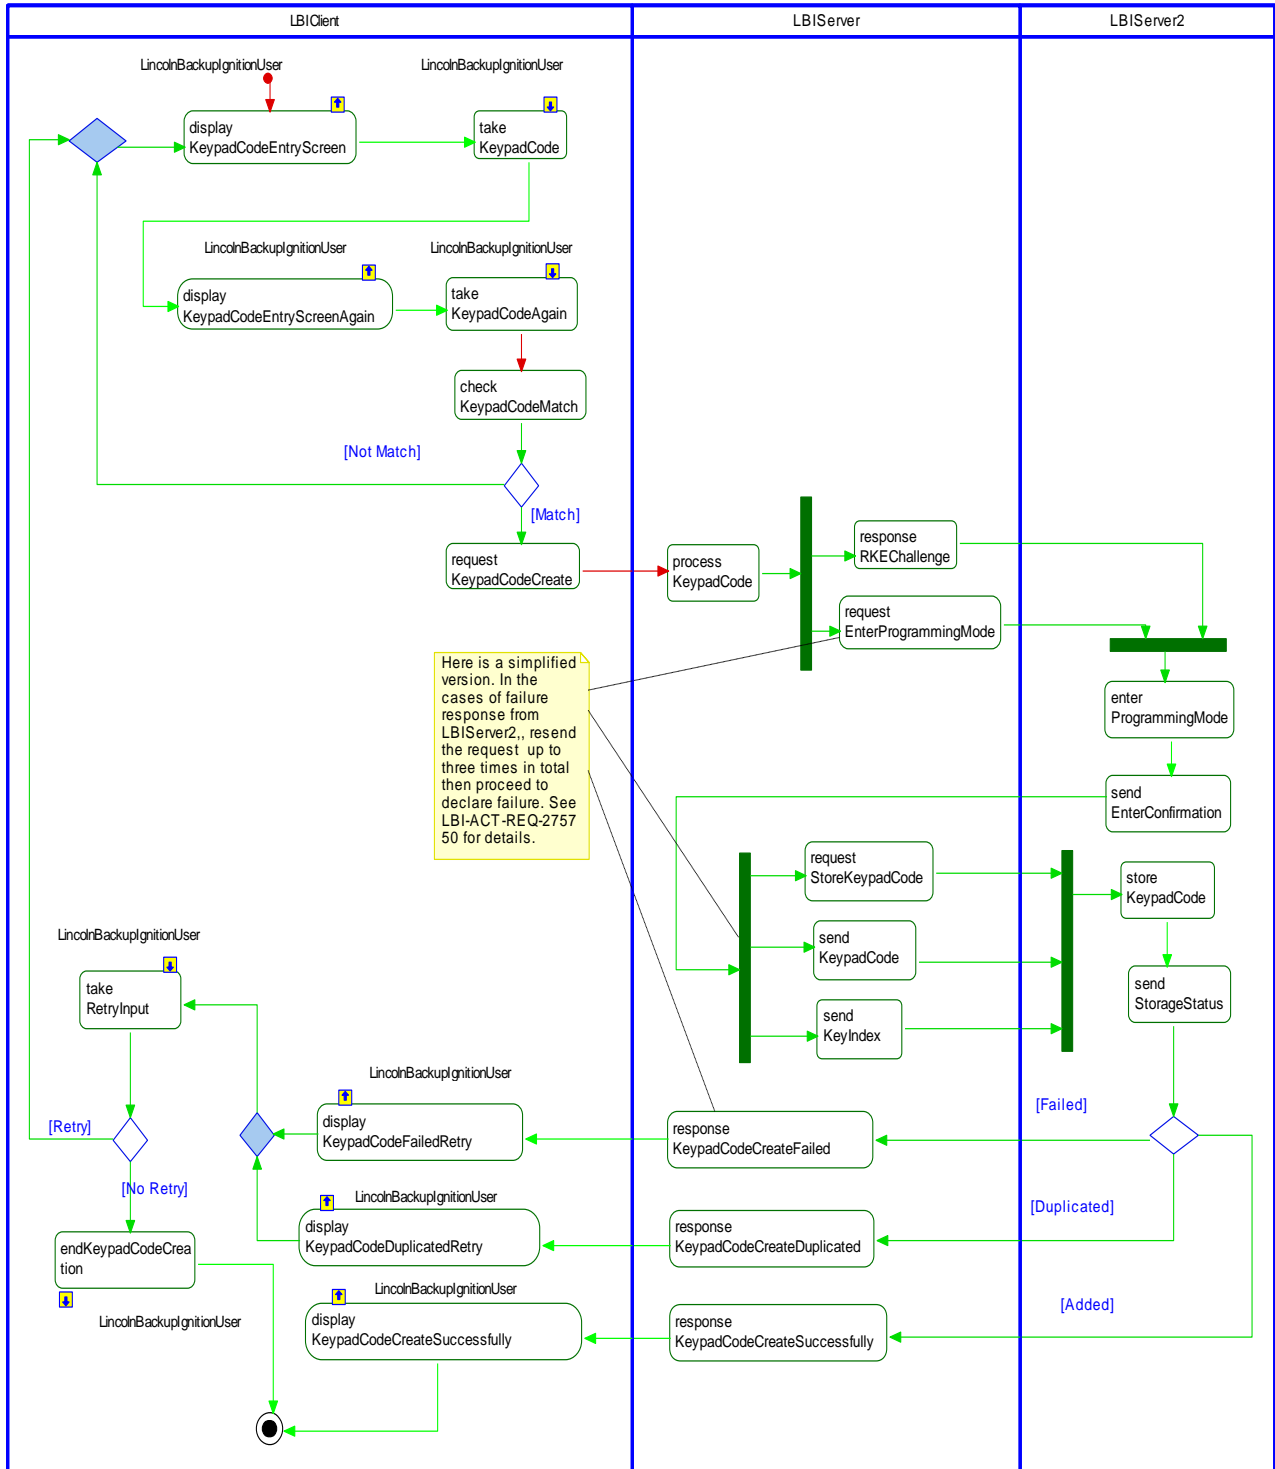 LBIClient
LBIServer
LBIServer2
LincolnBackupIgnitionUser
LincolnBackupIgnitionUser
display
KeypadCodeEntryScreen
take
KeypadCode
LincolnBackupIgnitionUser
LincolnBackupIgnitionUser
display
KeypadCodeEntryScreenAgain
take
KeypadCodeAgain
check
KeypadCodeMatch
[Not Match]
[Match]
request
KeypadCodeCreate
process
KeypadCode
response
RKEChallenge
request
EnterProgrammingMode
Here is a simplified
version. In the
cases of failure
response from
LBIServer2,, resend
the request up to
three times in total
then proceed to
declare failure. See
LBI-ACT-REQ-2757
50 for details.
enter
ProgrammingMode
send
EnterConfirmation
request
StoreKeypadCode
store
KeypadCode
send
KeypadCode
send
StorageStatus
send
KeyIndex
LincolnBackupIgnitionUser
take
RetryInput
LincolnBackupIgnitionUser
[Failed]
display
KeypadCodeFailedRetry
response
KeypadCodeCreateFailed
[Retry]
[No Retry]
LincolnBackupIgnitionUser
[Duplicated]
display
KeypadCodeDuplicatedRetry
response
KeypadCodeCreateDuplicated
endKeypadCodeCrea
tion
LincolnBackupIgnitionUser
[Added]
LincolnBackupIgnitionUser
display
KeypadCodeCreateSuccessfully
response
KeypadCodeCreateSuccessfully